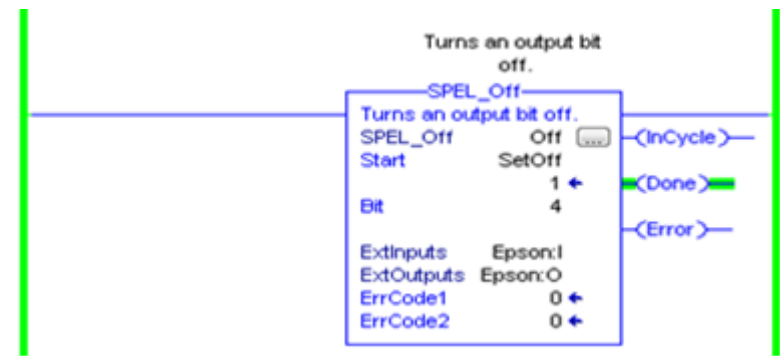 Turns an output bit
off.
SPEL_Off
Turns an output bit off.
SPEL_Off Off ...
(InCycle)
Start SetOff
1
(Done)
Bit 4
(Error)
ExtInputs Epson:I
ExtOutputs Epson:O
ErrCode1 0
ErrCode2 0